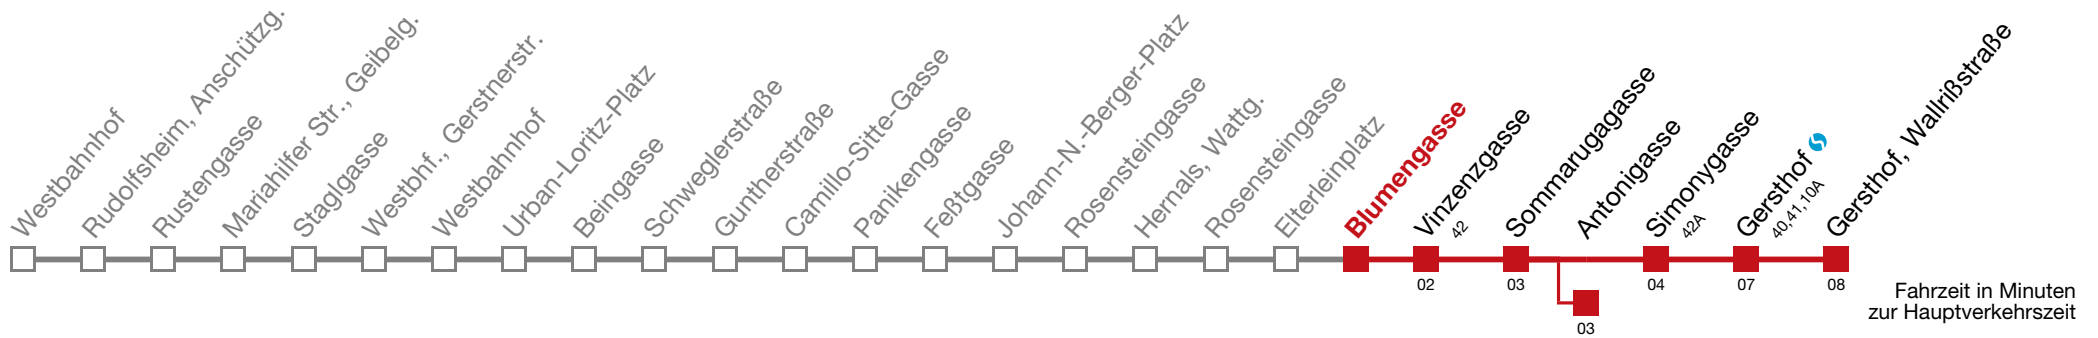 Westbahnhof
Rudolfsheim, Anschützg.
Rustengasse
Mariahilfer Str., Geibelg.
Staglgasse
Westbhf., Gerstnerstr.
Westbahnhof
Urban-Loritz-Platz
Beingasse
Schweglerstraße
Guntherstraße
Camillo-Sitte-Gasse
Panikengasse
Feßtgasse
Johann-N.-Berger-Platz
Rosensteingasse
Hernals, Wattg.
Rosensteingasse
Elterleinplatz
Blumengasse
Vinzenzgasse
42
Sommarugagasse
Antonigasse
Simonygasse
42A
Gersthof
40,41,10A
Gersthof, Wallrißstraße
02
03
04
07
08
03
Fahrzeit in Minuten
zur Hauptverkehrszeit